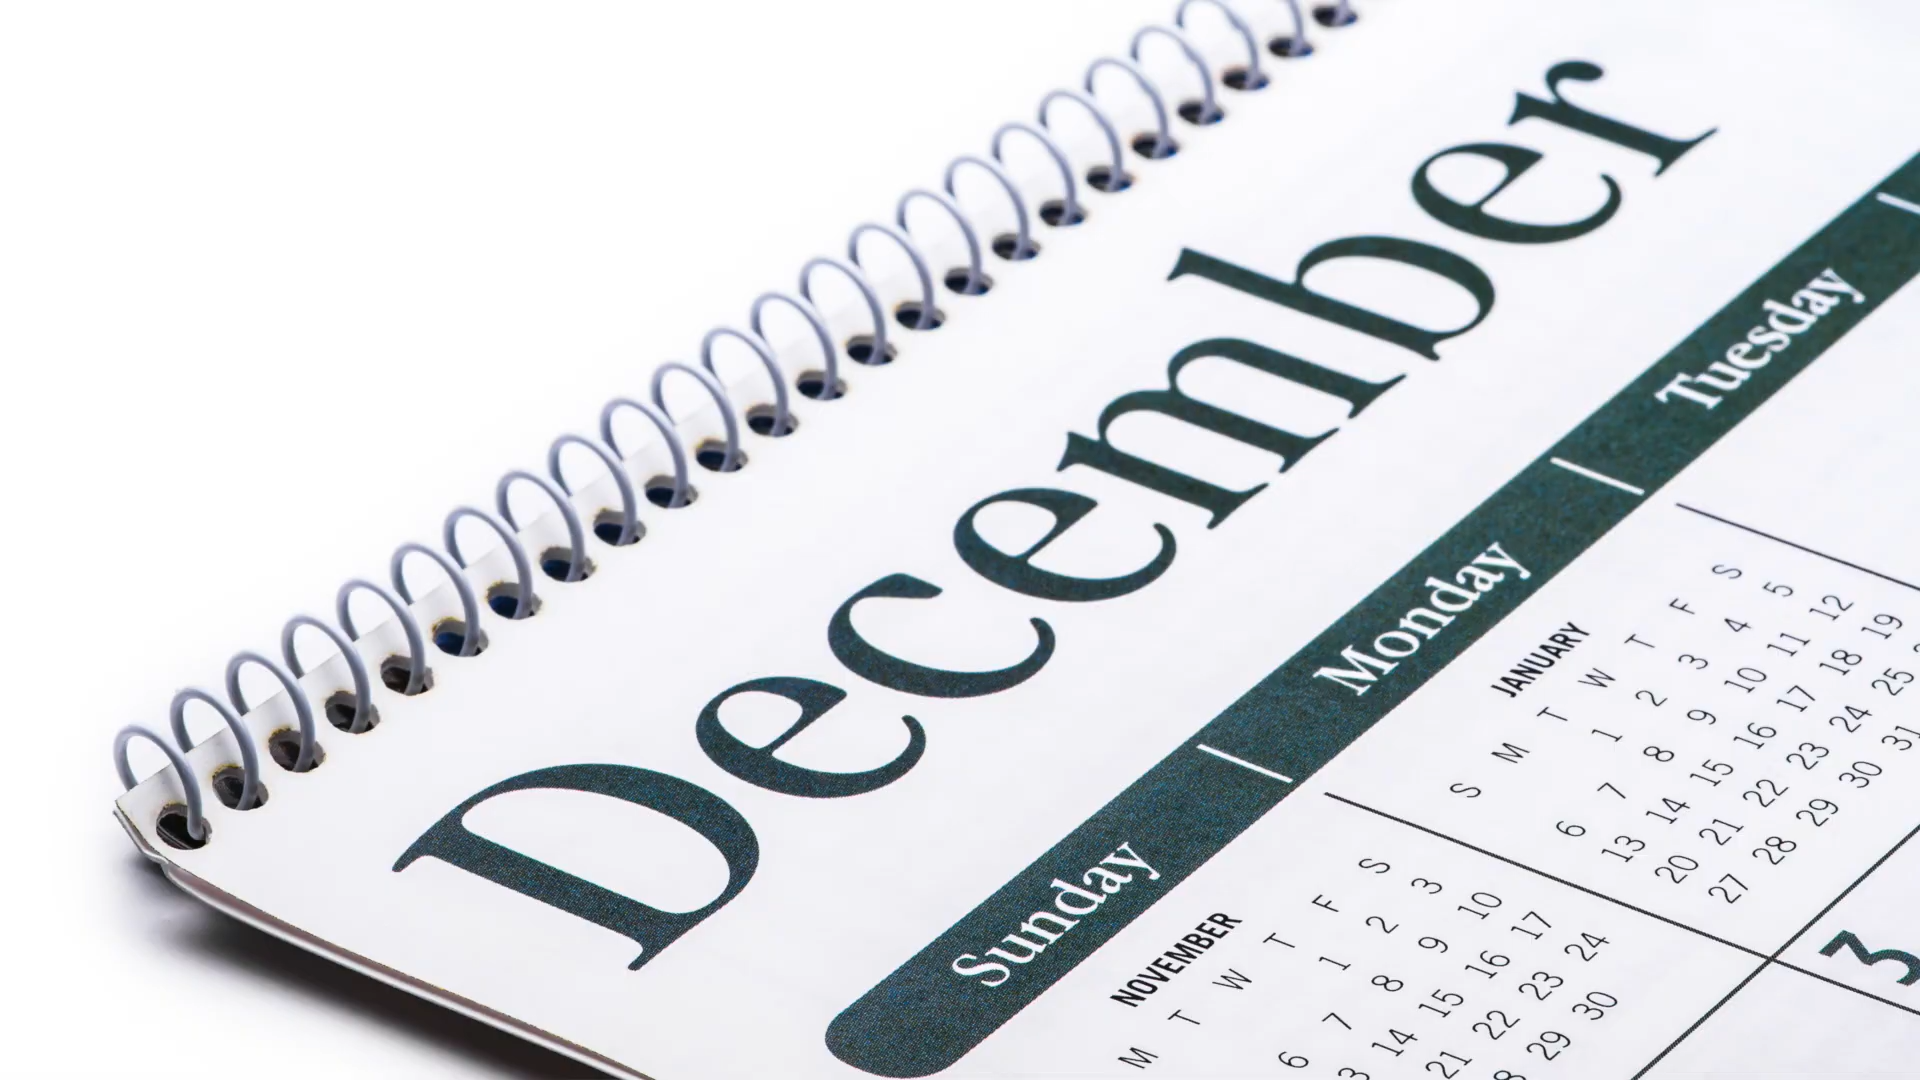 December
Sunday
Monday
Tuesday
NOVEMBER
M T W T F S
1 2 3
6 7 8 9 10
14 15 16 17
21 22 23 24
29 30
JANUARY
S M T W T F S
1 2 3 4 5
6 7 8 9 10 11 12
13 14 15 16 17 18 19
20 21 22 23 24 25
27 28 29 30 31
3